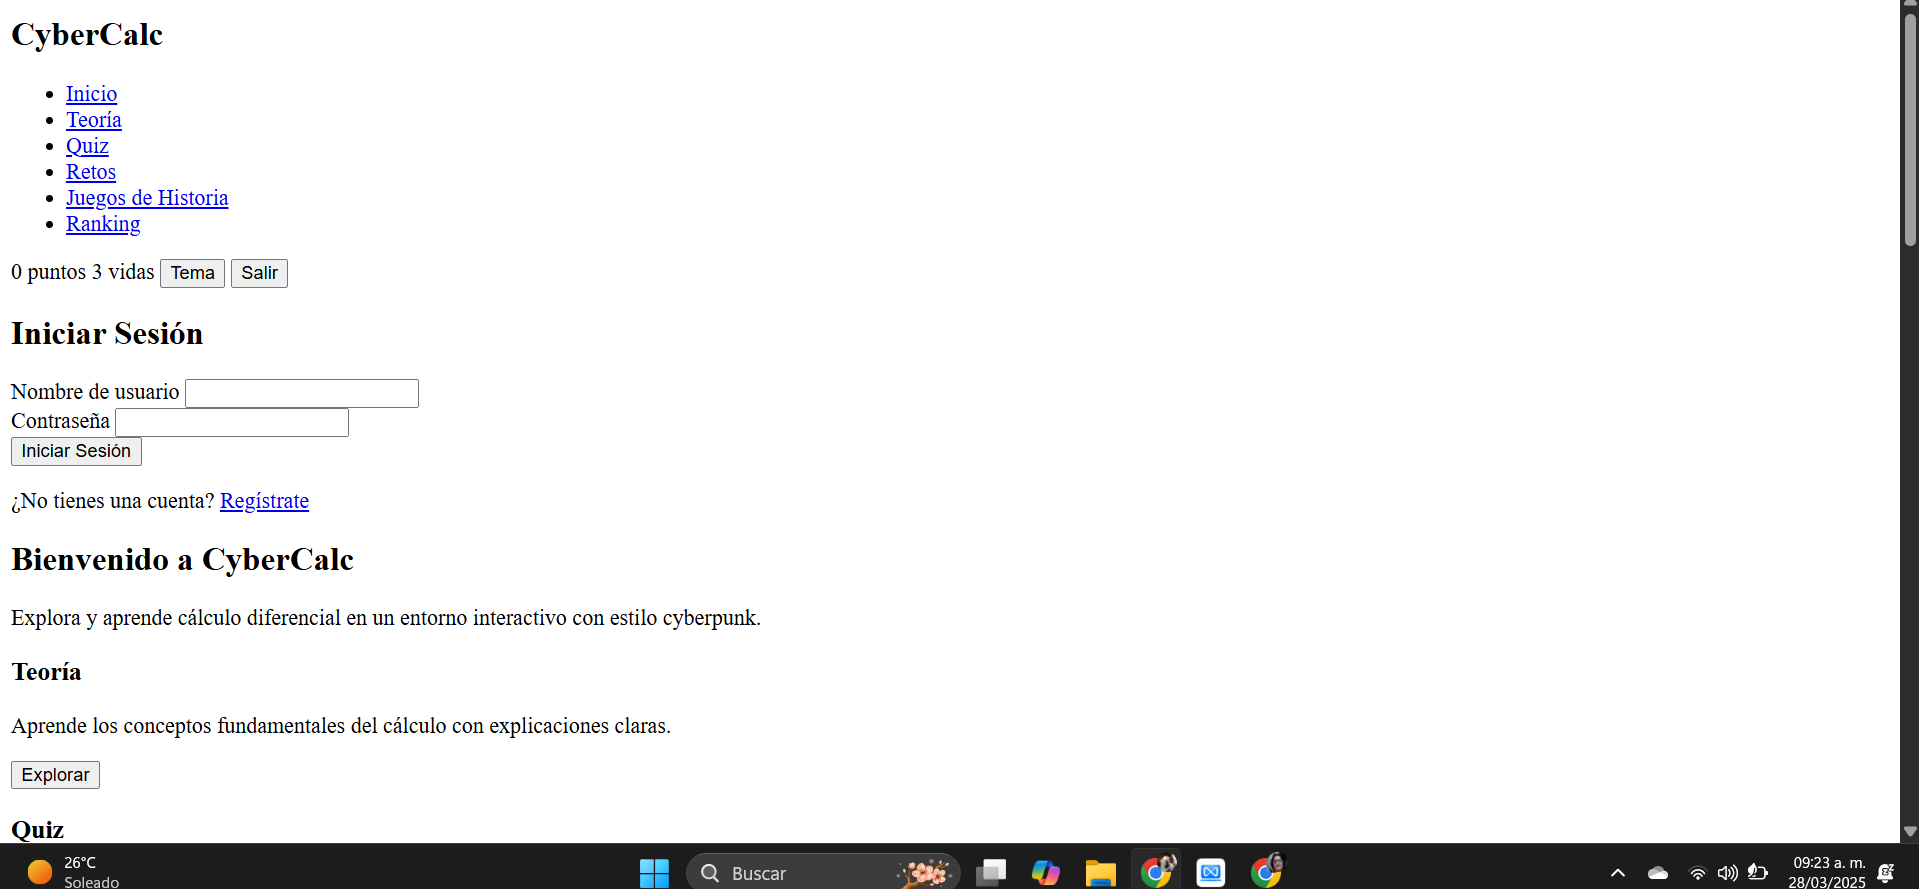 CyberCalc
Inicio
Teoría
Quiz
Retos
Juegos de Historia
Ranking
0 puntos 3 vidas Tema Salir
Iniciar Sesión
Nombre de usuario
Contraseña
Iniciar Sesión
¿No tienes una cuenta? Regístrate
Bienvenido a CyberCalc
Explora y aprende cálculo diferencial en un entorno interactivo con estilo cyberpunk.
Teoría
Aprende los conceptos fundamentales del cálculo con explicaciones claras.
Explorar
Quiz
26°C
Soleado
Buscar
09:23 a. m.
28/03/2025